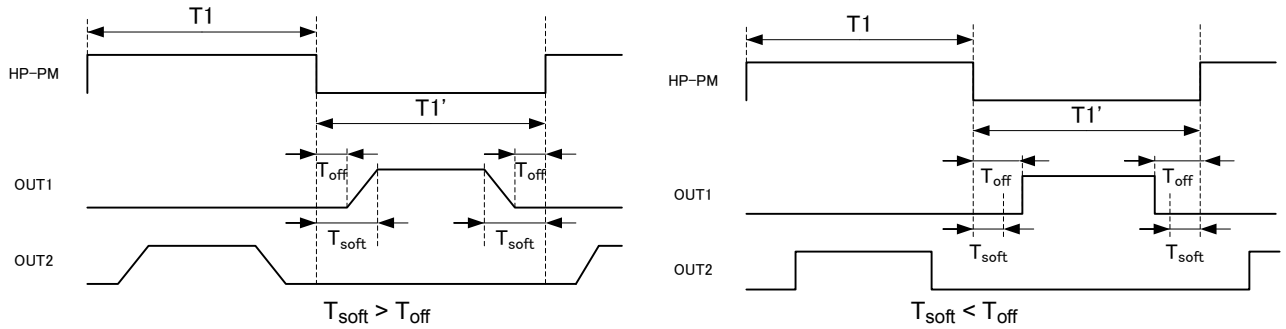 T1
HP-PM
T1'
Toff
Toff
OUT1
Tsoft
Tsoft
OUT2
Tsoft > Toff
T1
HP-PM
T1'
Toff
Toff
OUT1
Tsoft
Tsoft
OUT2
Tsoft < Toff